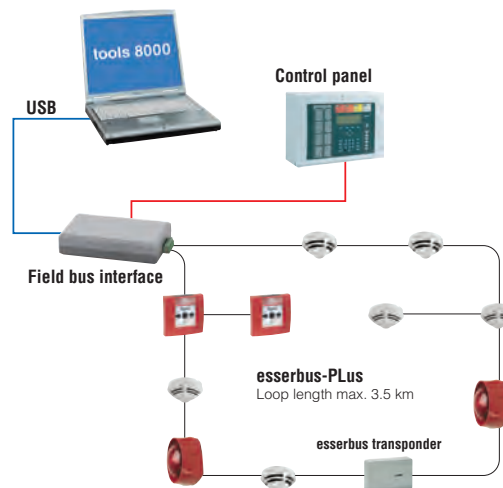 tools 8000
Control panel
USB
Field bus interface
esserbus-PLus
Loop length max. 3.5 km
esserbus transponder